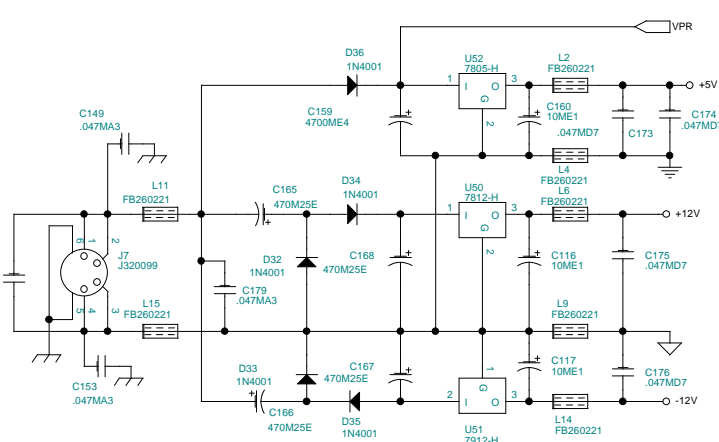 VPR
D36
1N4001
U52
7805-H
L2
FB260221
1
I
O
3
G
2
+5V
C149
.047MA3
C159
4700ME4
C160
10ME1
.047MD7
C173
C174
.047MD7
L11
FB260221
C165
470M25E
D34
1N4001
U50
7812-H
L4
FB260221
L6
FB260221
1
I
O
3
G
2
+12V
6
1
2
J7
J320099
5
4
3
D32
1N4001
470M25E
C168
C116
10ME1
C175
.047MD7
C179
.047MA3
L15
FB260221
L9
FB260221
C153
.047MA3
D33
1N4001
470M25E
C167
C117
10ME1
C176
.047MD7
1
G
2
I
O
3
-12V
C166
470M25E
D35
1N4001
U51
7912-H
L14
FB260221